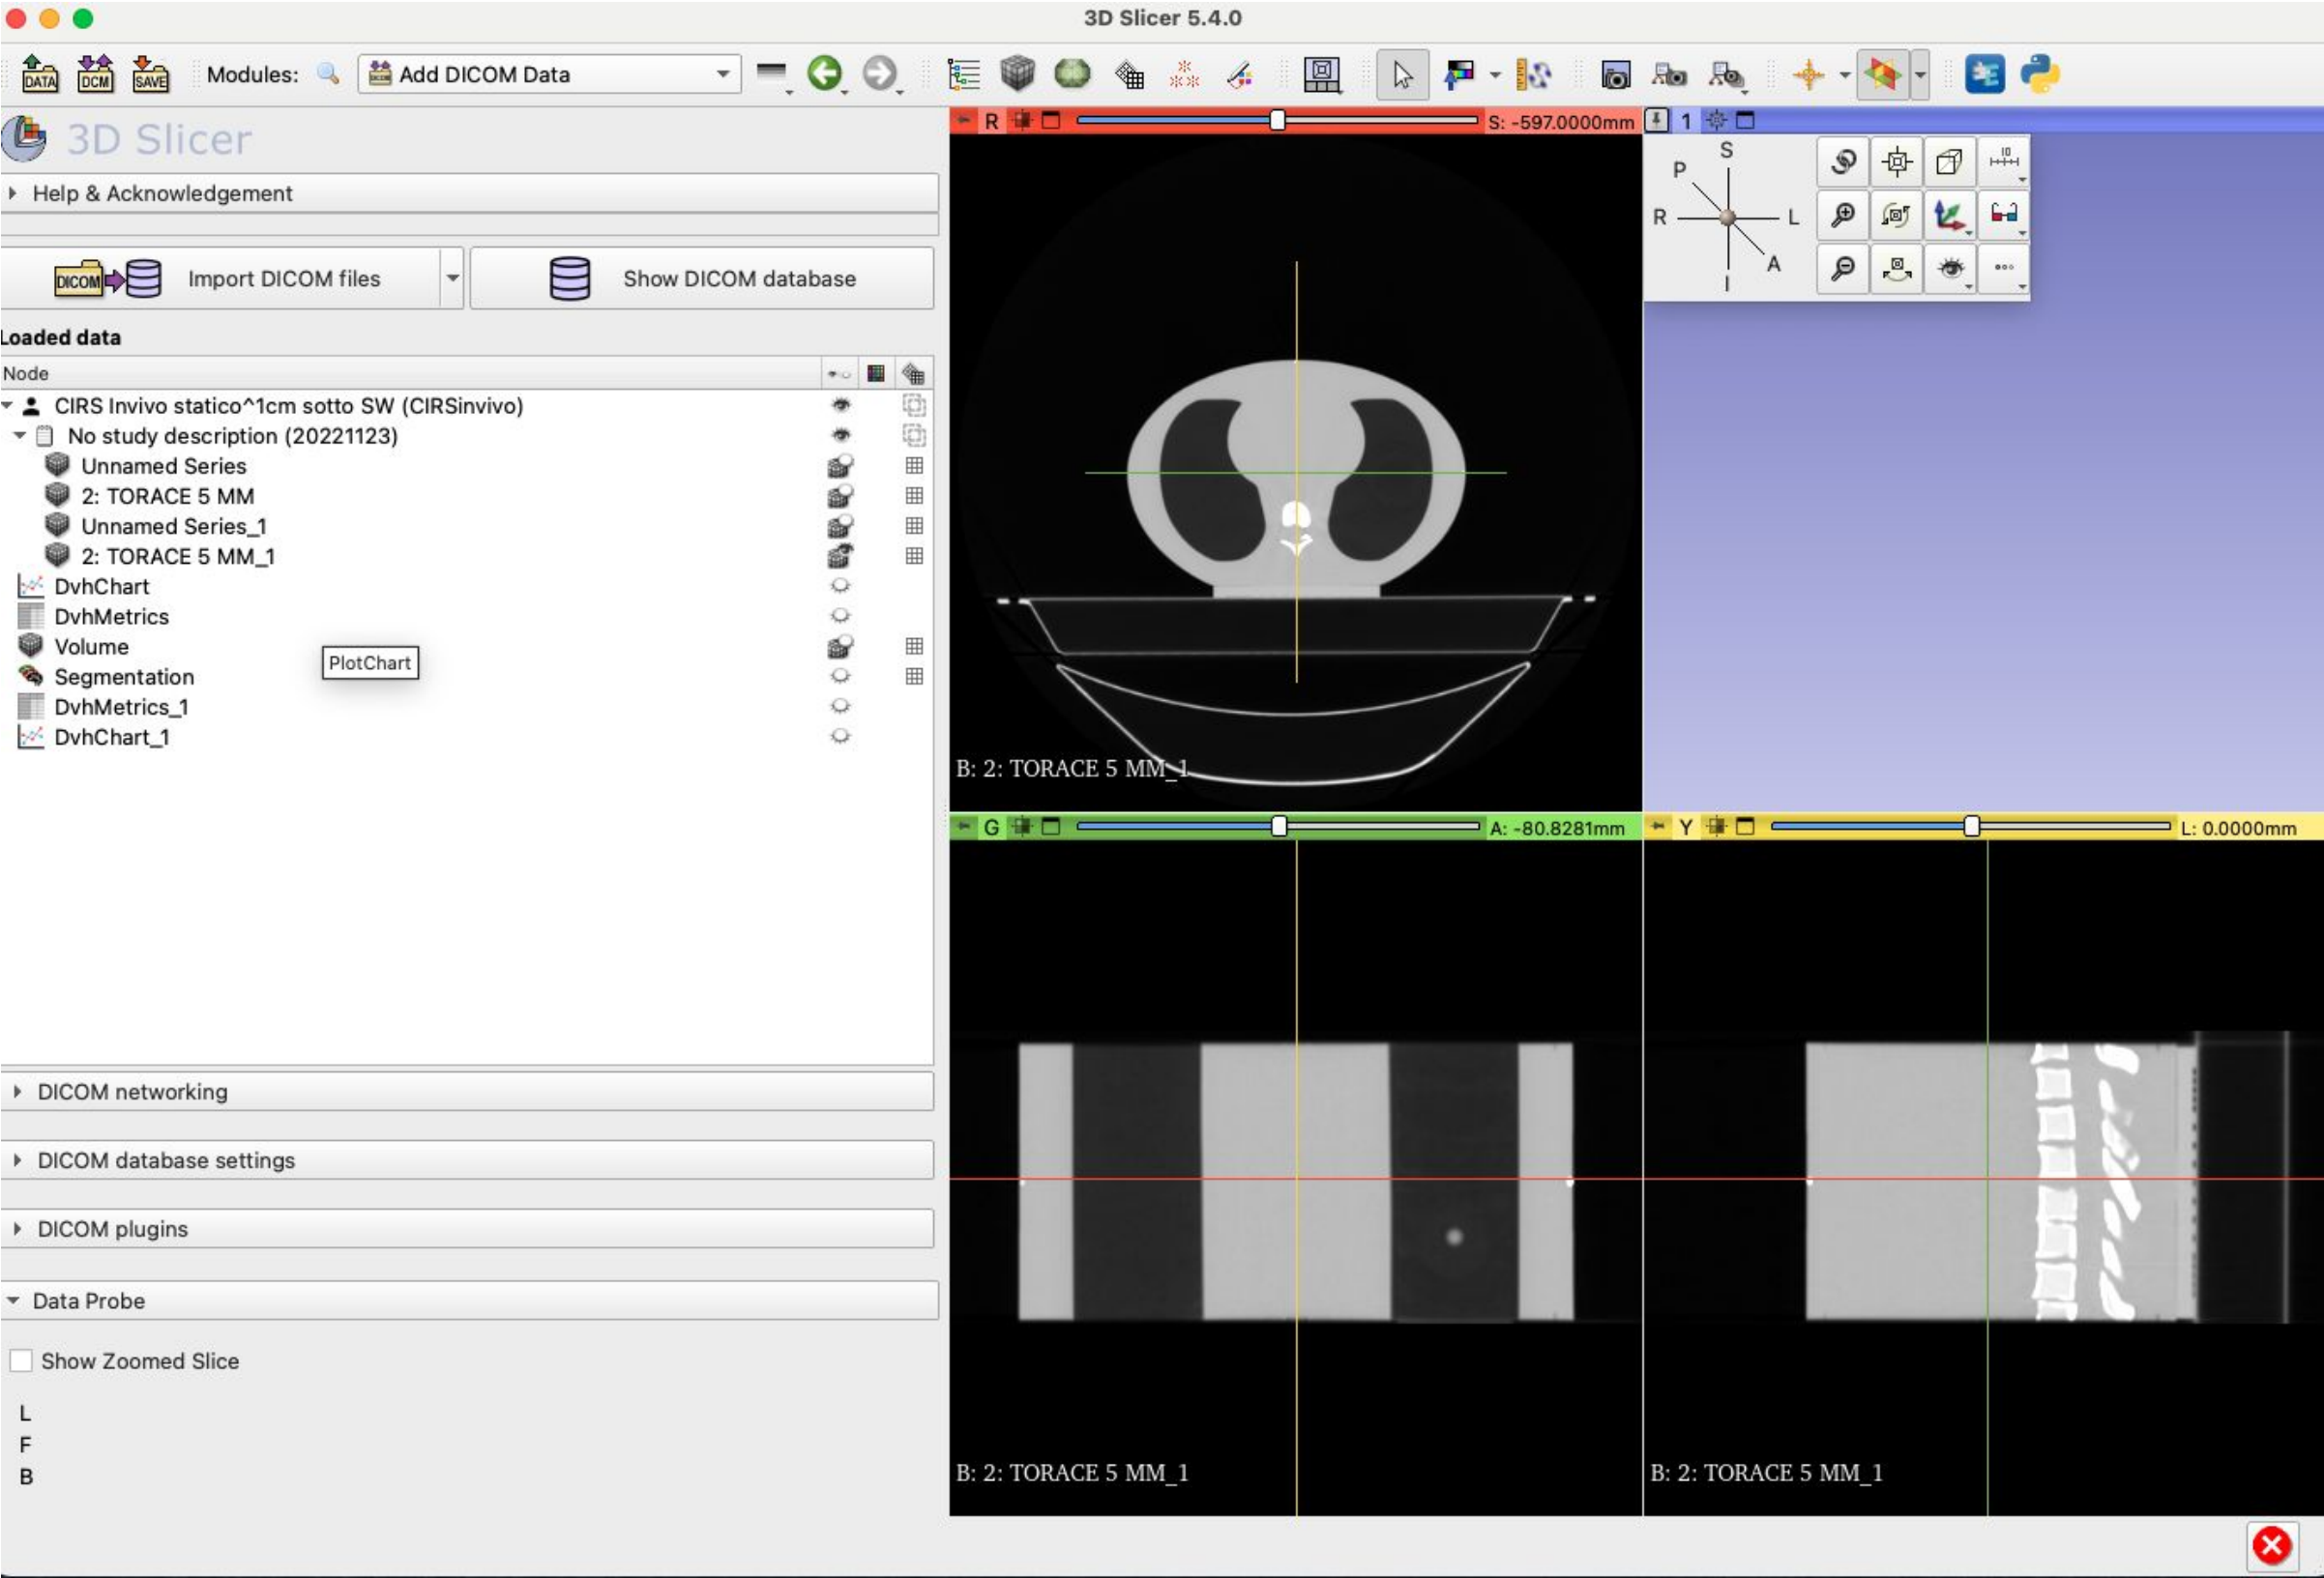 3D Slicer 5.4.0
DATA DCM SAVE Modules: Add DICOM Data
3D Slicer
Help & Acknowledgement
DICOM Import DICOM files Show DICOM database
Loaded data
Node
CIRS Invivo statico^1cm sotto SW (CIRSinvivo)
No study description (20221123)
Unnamed Series
2: TORACE 5 MM
Unnamed Series_1
2: TORACE 5 MM_1
DvhChart
DvhMetrics
Volume
PlotChart
Segmentation
DvhMetrics_1
DvhChart_1
DICOM networking
DICOM database settings
DICOM plugins
Data Probe
Show Zoomed Slice
L
F
B
R S: -597.0000mm
B: 2: TORACE 5 MM_1
1
S
P
R L
A
I
10
G A: -80.8281mm
B: 2: TORACE 5 MM_1
Y L: 0.0000mm
B: 2: TORACE 5 MM_1